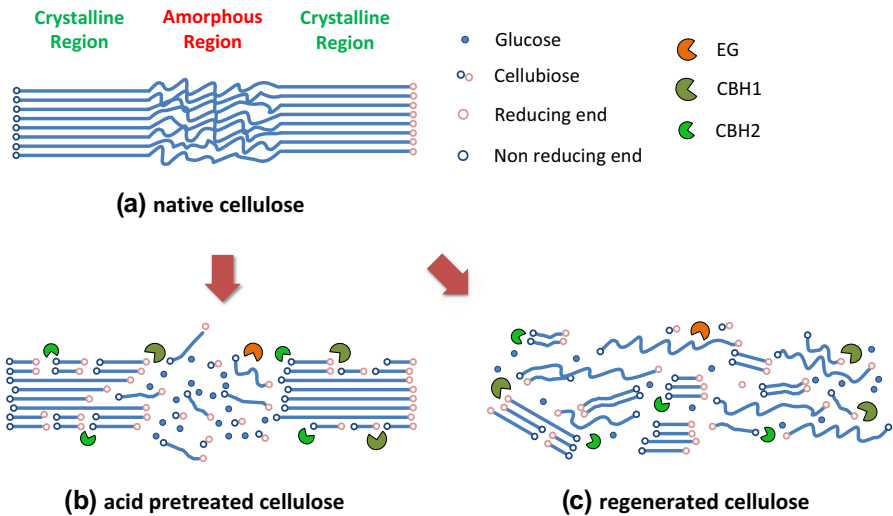 Crystalline Region
Amorphous Region
Crystalline Region
Glucose
Cellubiose
Reducing end
Non reducing end
EG
CBH1
CBH2
(a) native cellulose
(b) acid pretreated cellulose
(c) regenerated cellulose